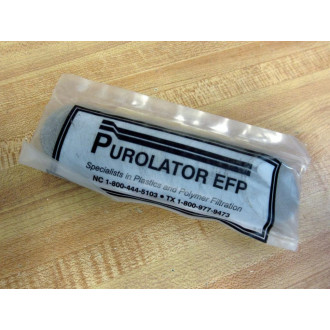 PUROLATOR EFP
Specialists in Plastics and Polymer Filtration
NC 1-800-444-5103 • TX 1-800-977-9473